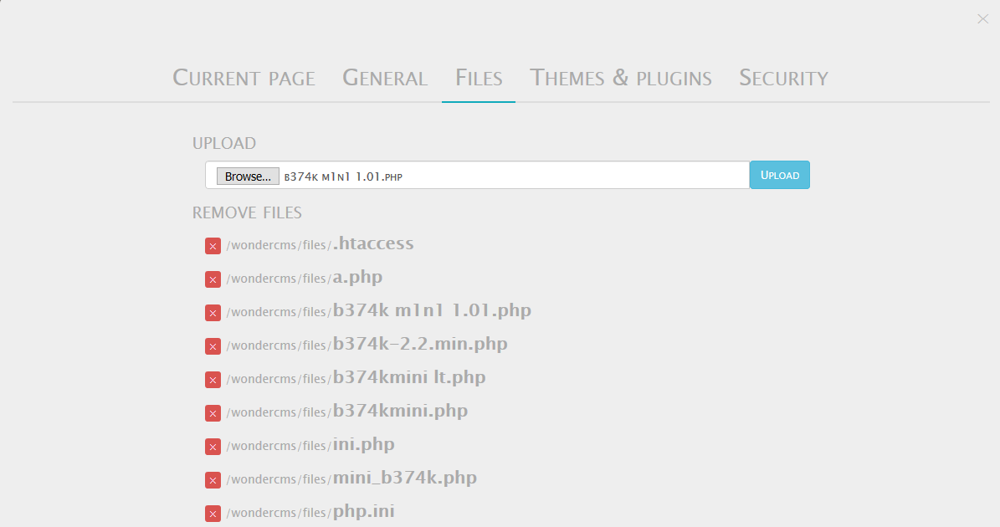 Current page General Files Themes & plugins Security
UPLOAD
Browse... b374k m1n1 1.01.php Upload
REMOVE FILES
/wondercms/files/.htaccess
/wondercms/files/a.php
/wondercms/files/b374k m1n1 1.01.php
/wondercms/files/b374k-2.2.min.php
/wondercms/files/b374kmini lt.php
/wondercms/files/b374kmini.php
/wondercms/files/ini.php
/wondercms/files/mini_b374k.php
/wondercms/files/php.ini